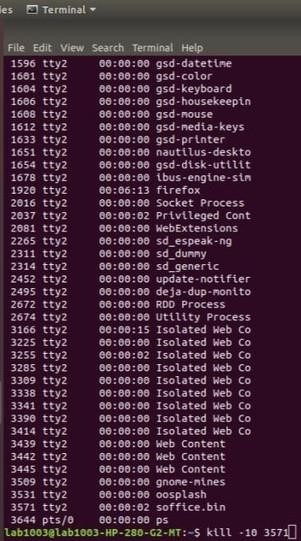 es Terminal
File Edit View Search Terminal Help
1596 tty2 00:00:00 gsd-datetime
1601 tty2 00:00:00 gsd-color
1604 tty2 00:00:00 gsd-keyboard
1606 tty2 00:00:00 gsd-housekeepin
1608 tty2 00:00:00 gsd-mouse
1612 tty2 00:00:00 gsd-media-keys
1633 tty2 00:00:00 gsd-printer
1651 tty2 00:00:00 nautilus-deskto
1654 tty2 00:00:00 gsd-disk-utilit
1678 tty2 00:00:00 ibus-engine-sim
1920 tty2 00:06:13 firefox
2016 tty2 00:00:00 Socket Process
2037 tty2 00:00:02 Privileged Cont
2081 tty2 00:00:00 WebExtensions
2265 tty2 00:00:00 sd_espeak-ng
2311 tty2 00:00:00 sd_dummy
2314 tty2 00:00:00 sd_generic
2452 tty2 00:00:00 update-notifier
2495 tty2 00:00:00 deja-dup-monito
2672 tty2 00:00:00 RDD Process
2674 tty2 00:00:00 Utility Process
3166 tty2 00:00:15 Isolated Web Co
3225 tty2 00:00:00 Isolated Web Co
3255 tty2 00:00:02 Isolated Web Co
3285 tty2 00:00:00 Isolated Web Co
3309 tty2 00:00:00 Isolated Web Co
3338 tty2 00:00:00 Isolated Web Co
3341 tty2 00:00:00 Isolated Web Co
3390 tty2 00:00:00 Isolated Web Co
3414 tty2 00:00:00 Isolated Web Co
3439 tty2 00:00:00 Web Content
3442 tty2 00:00:00 Web Content
3445 tty2 00:00:00 Web Content
3509 tty2 00:00:00 gnome-mines
3531 tty2 00:00:00 oosplash
3571 tty2 00:00:02 soffice.bin
3644 pts/0 00:00:00 ps
lab1003@lab1003-HP-280-G2-MT:~$ kill -10 3571